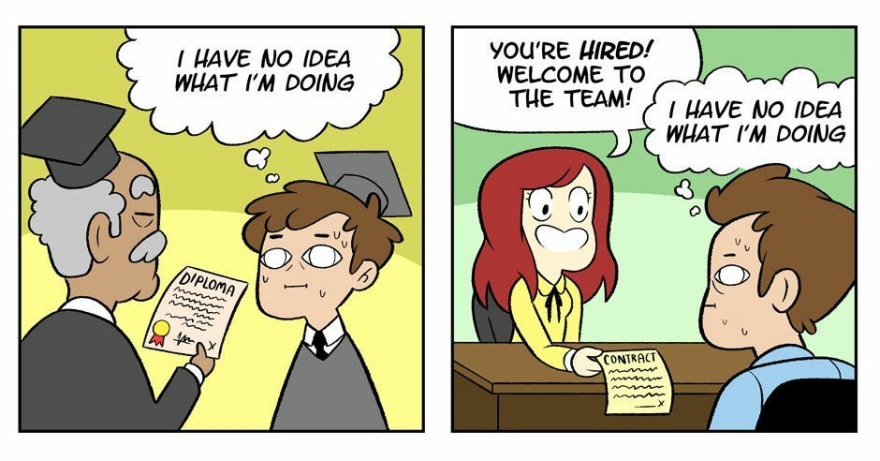 I HAVE NO IDEA
WHAT I'M DOING
DIPLOMA
X
YOU'RE HIRED!
WELCOME TO
THE TEAM!
I HAVE NO IDEA
WHAT I'M DOING
CONTRACT
X